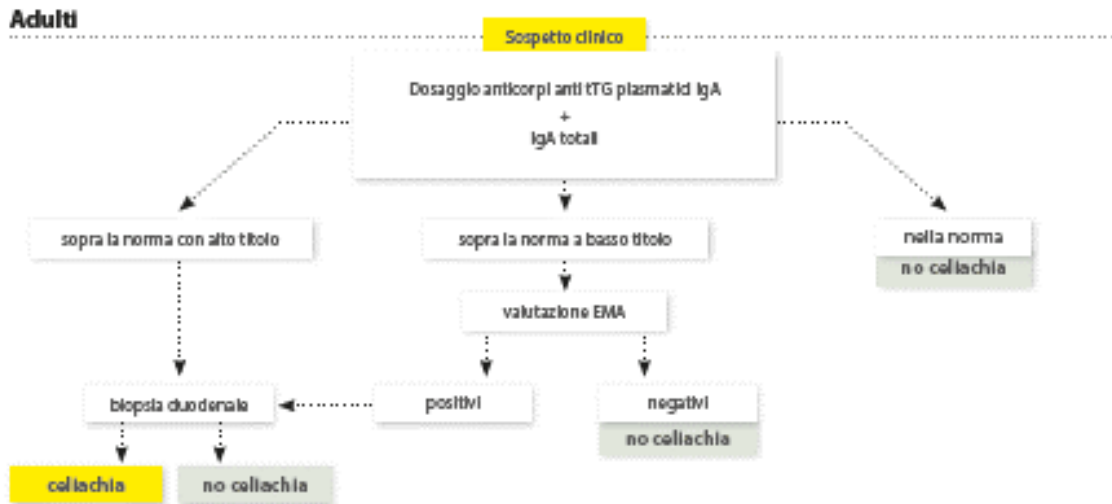 Adulti
Sospetto clinico
Dosaggio anticorpi anti tTG plasmatici IgA
+
IgA totali
sopra la norma con alto titolo
sopra la norma a basso titolo
nella norma
no celiachia
valutazione EMA
biopsia duodenale
positivi
negativi
no celiachia
celiachia
no celiachia